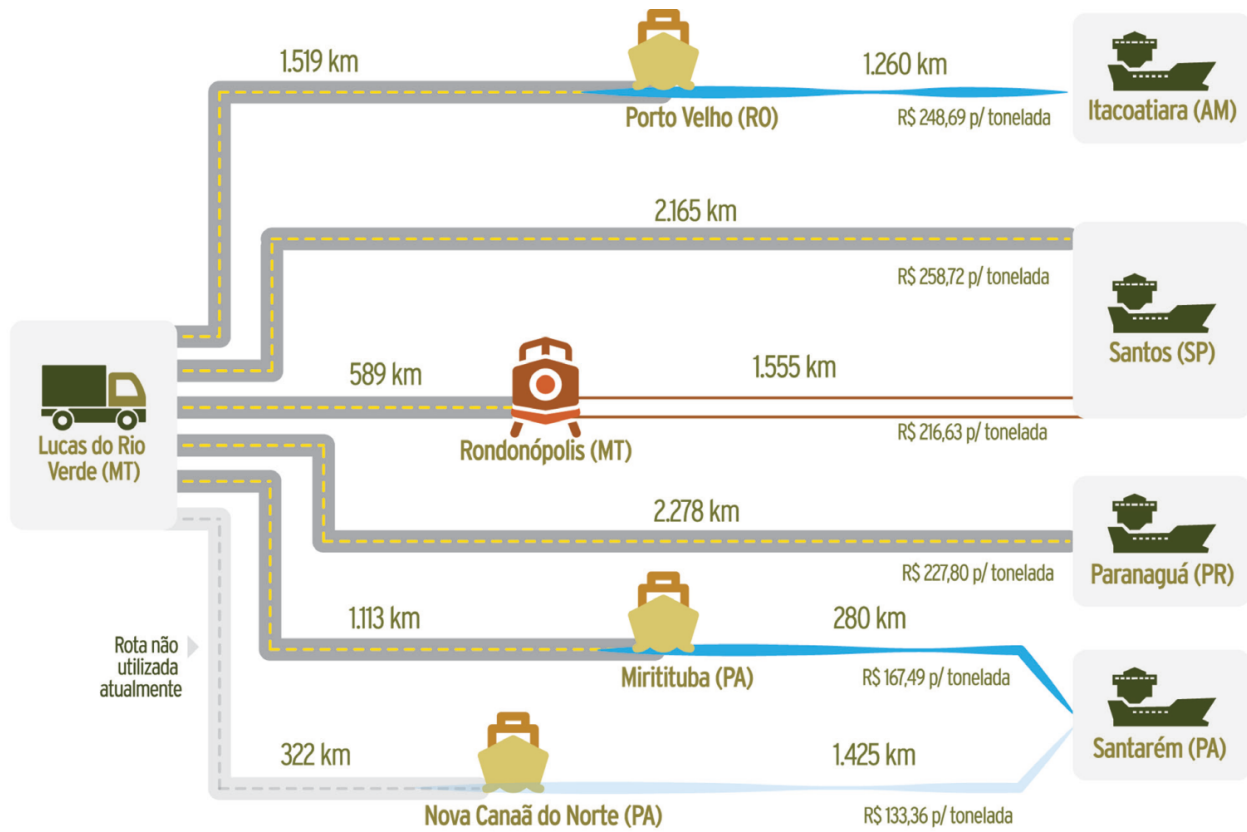 1.519 km
1.260 km
Porto Velho (RO)
R$ 248,69 p/ tonelada
Itacoatiara (AM)
2.165 km
R$ 258,72 p/ tonelada
Santos (SP)
589 km
1.555 km
Rondonópolis (MT)
R$ 216,63 p/ tonelada
Lucas do Rio
Verde (MT)
2.278 km
R$ 227,80 p/ tonelada
Paranaguá (PR)
1.113 km
280 km
Miritituba (PA)
R$ 167,49 p/ tonelada
Rota não
utilizada
atualmente
Santarém (PA)
322 km
1.425 km
Nova Canaã do Norte (PA)
R$ 133,36 p/ tonelada